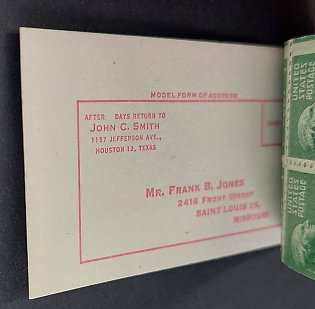 MODEL FORM OF ADDRESS
AFTER DAYS RETURN TO
JOHN C. SMITH
1157 JEFFERSON AVE.,
HOUSTON 12, TEXAS
MR. FRANK B. JONES
2416 FRONT STREET
SAINT LOUIS 15,
MISSOURI
UNITED
STATES
POSTAGE
UNITED
STATES
POSTAGE